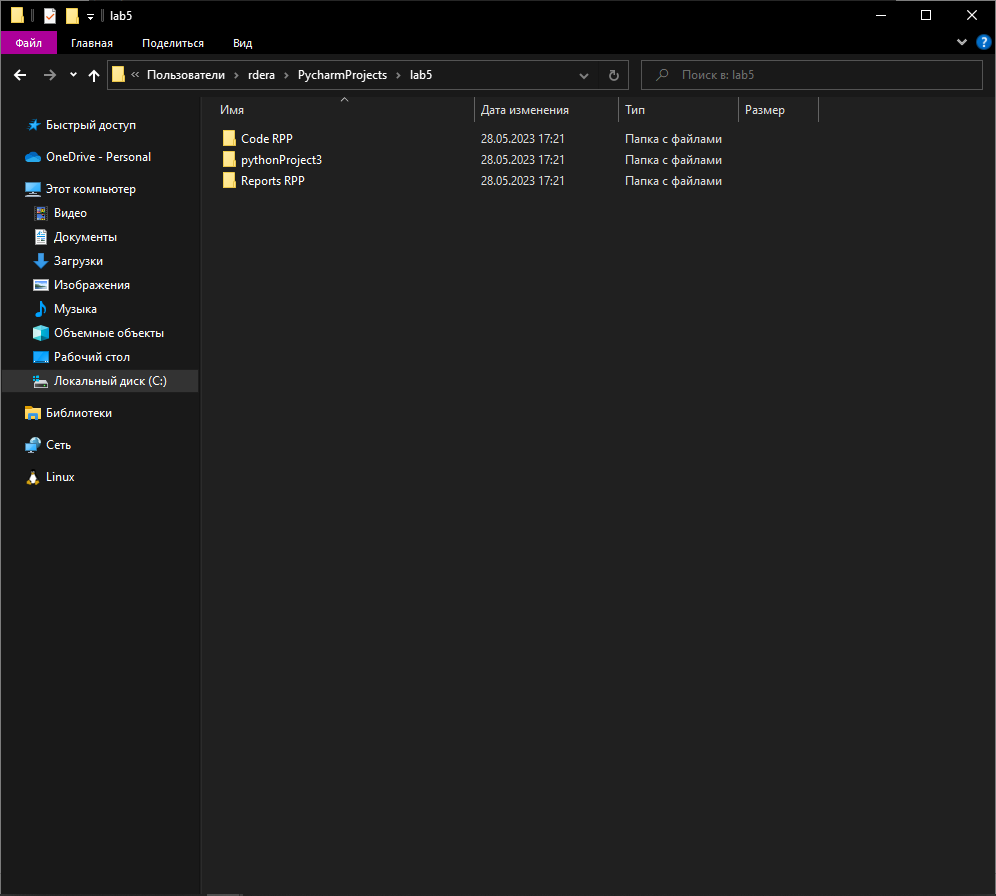 lab5
Файл Главная Поделиться Вид
« Пользователи › rdera › PycharmProjects › lab5
Поиск в: lab5
Быстрый доступ
OneDrive - Personal
Этот компьютер
Видео
Документы
Загрузки
Изображения
Музыка
Объемные объекты
Рабочий стол
Локальный диск (C:)
Библиотеки
Сеть
Linux
Имя Дата изменения Тип Размер
Code RPP 28.05.2023 17:21 Папка с файлами
pythonProject3 28.05.2023 17:21 Папка с файлами
Reports RPP 28.05.2023 17:21 Папка с файлами